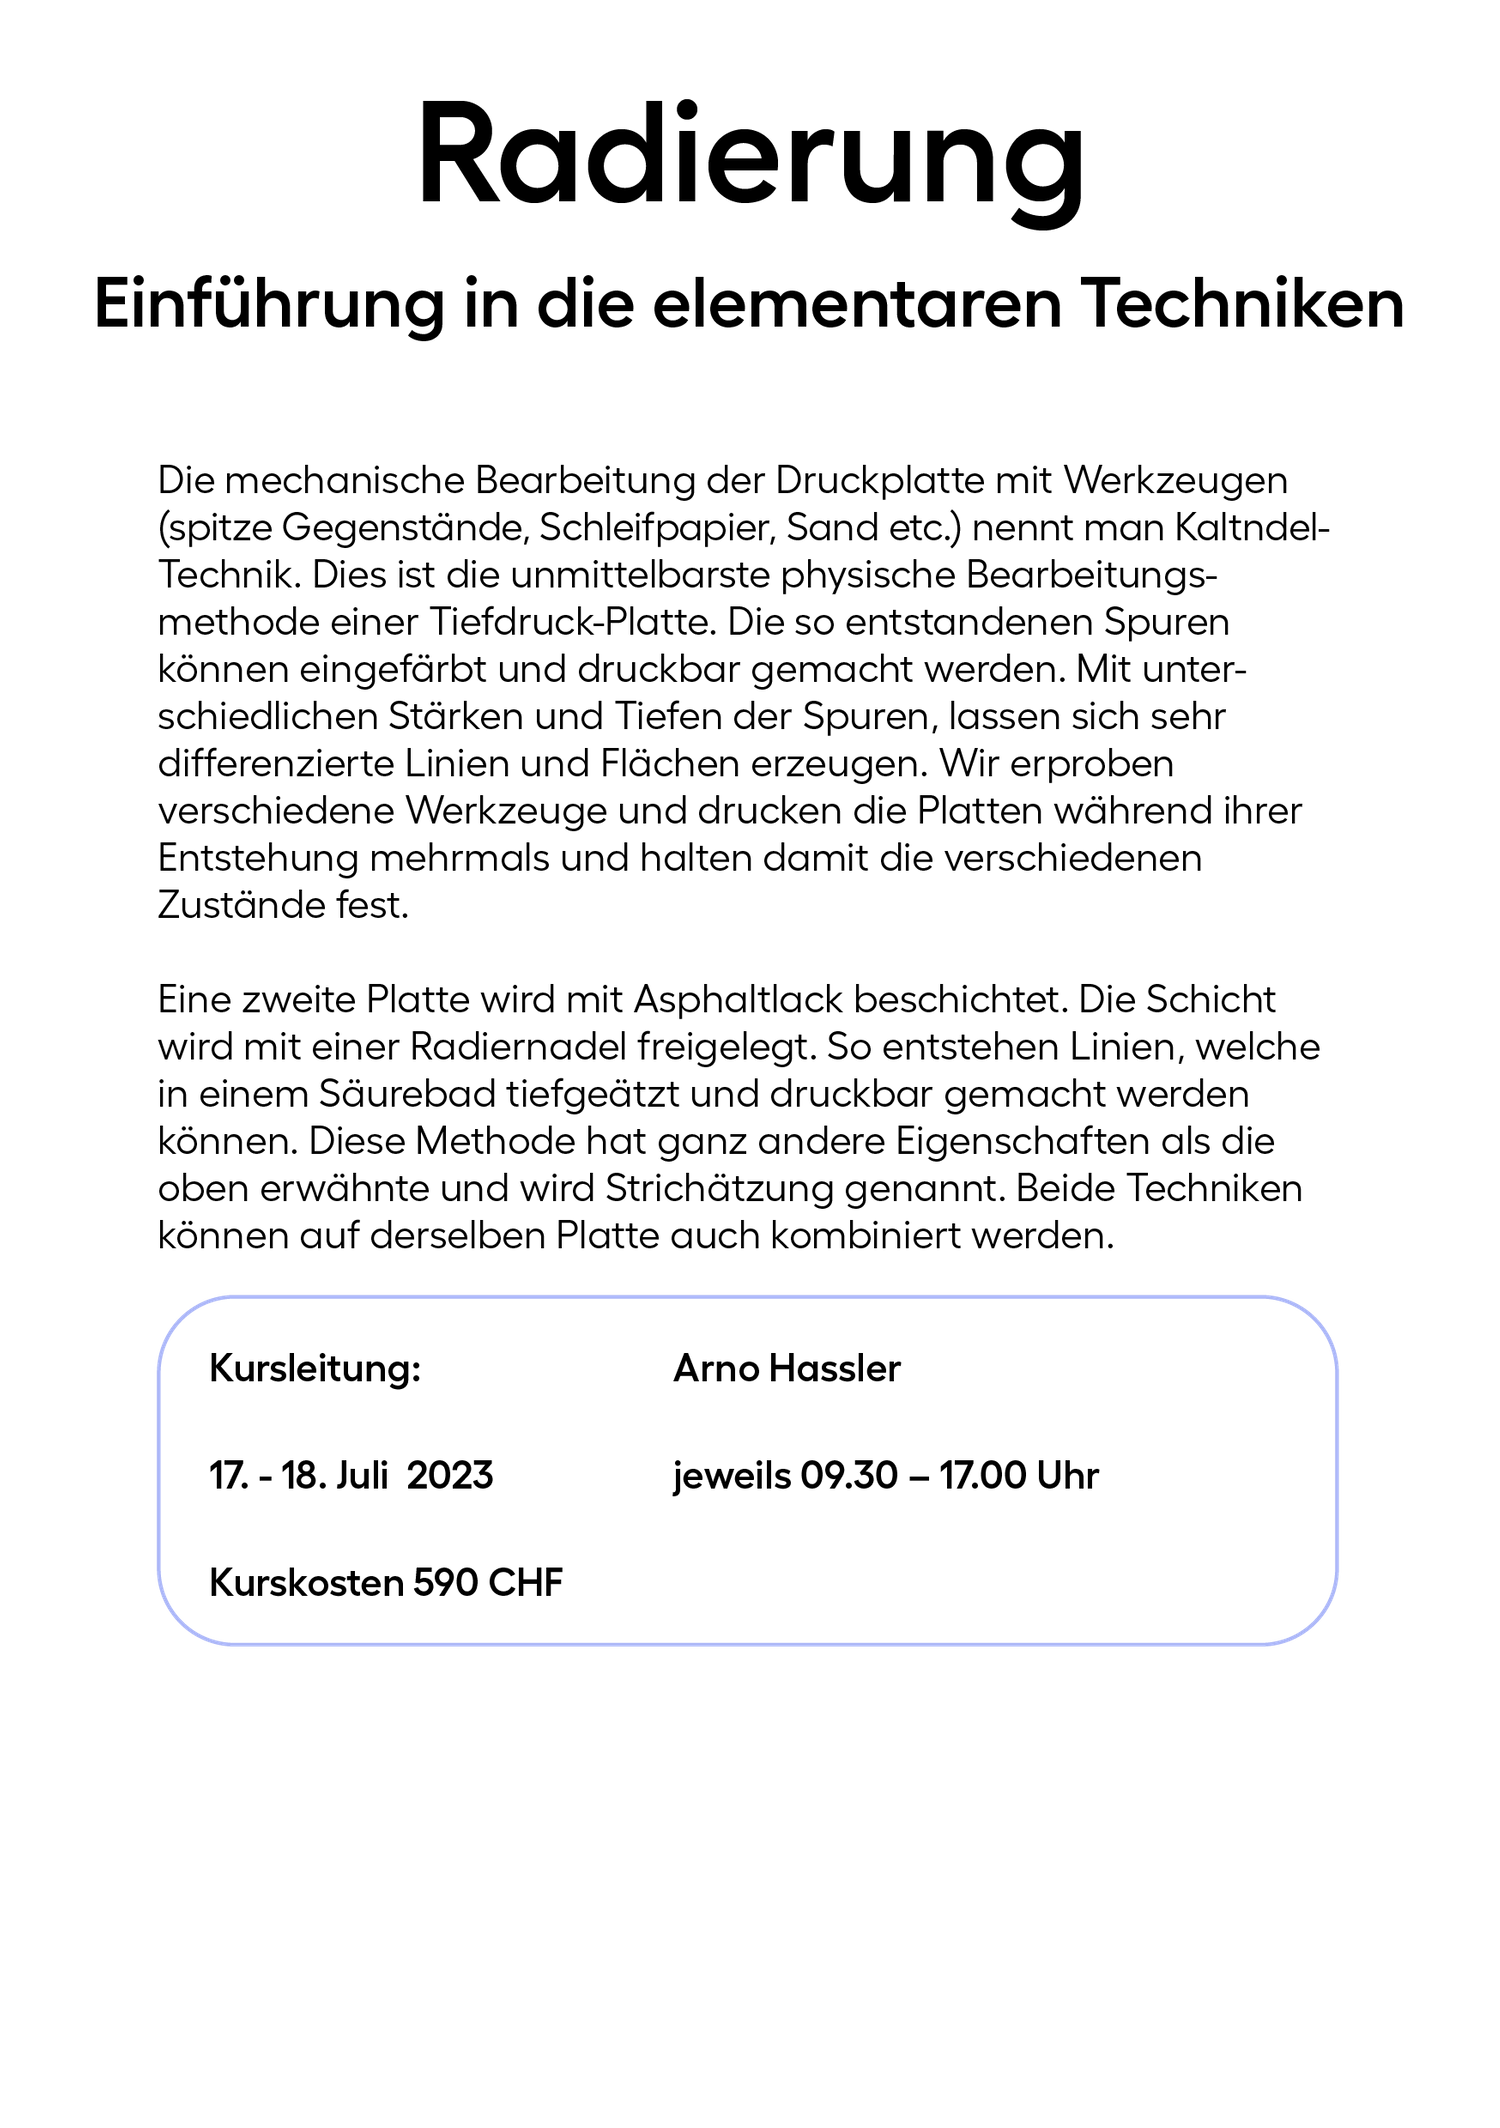 Radierung
Einführung in die elementaren Techniken
Die mechanische Bearbeitung der Druckplatte mit Werkzeugen
(spitze Gegenstände, Schleifpapier, Sand etc.) nennt man Kaltndel-
Technik. Dies ist die unmittelbarste physische Bearbeitungs-
methode einer Tiefdruck-Platte. Die so entstandenen Spuren
können eingefärbt und druckbar gemacht werden. Mit unter-
schiedlichen Stärken und Tiefen der Spuren, lassen sich sehr
differenzierte Linien und Flächen erzeugen. Wir erproben
verschiedene Werkzeuge und drucken die Platten während ihrer
Entstehung mehrmals und halten damit die verschiedenen
Zustände fest.
Eine zweite Platte wird mit Asphaltlack beschichtet. Die Schicht
wird mit einer Radiernadel freigelegt. So entstehen Linien, welche
in einem Säurebad tiefgeätzt und druckbar gemacht werden
können. Diese Methode hat ganz andere Eigenschaften als die
oben erwähnte und wird Strichätzung genannt. Beide Techniken
können auf derselben Platte auch kombiniert werden.
Kursleitung: Arno Hassler
17. - 18. Juli  2023 jeweils 09.30 – 17.00 Uhr
Kurskosten 590 CHF